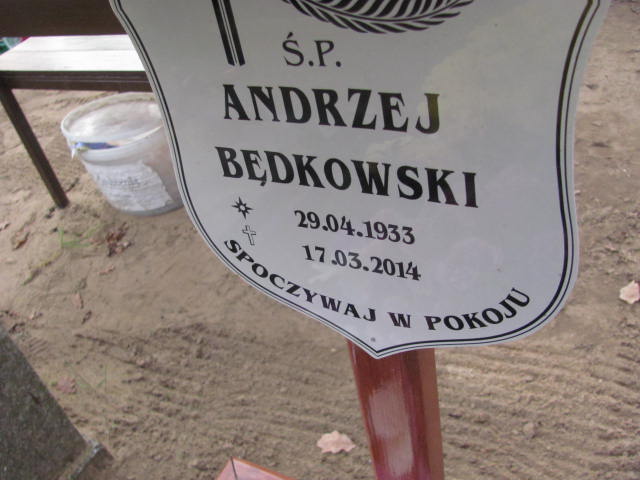 Ś.P.
ANDRZEJ
BĘDKOWSKI
29.04.1933
17.03.2014
SPOCZYWAJ W POKOJU